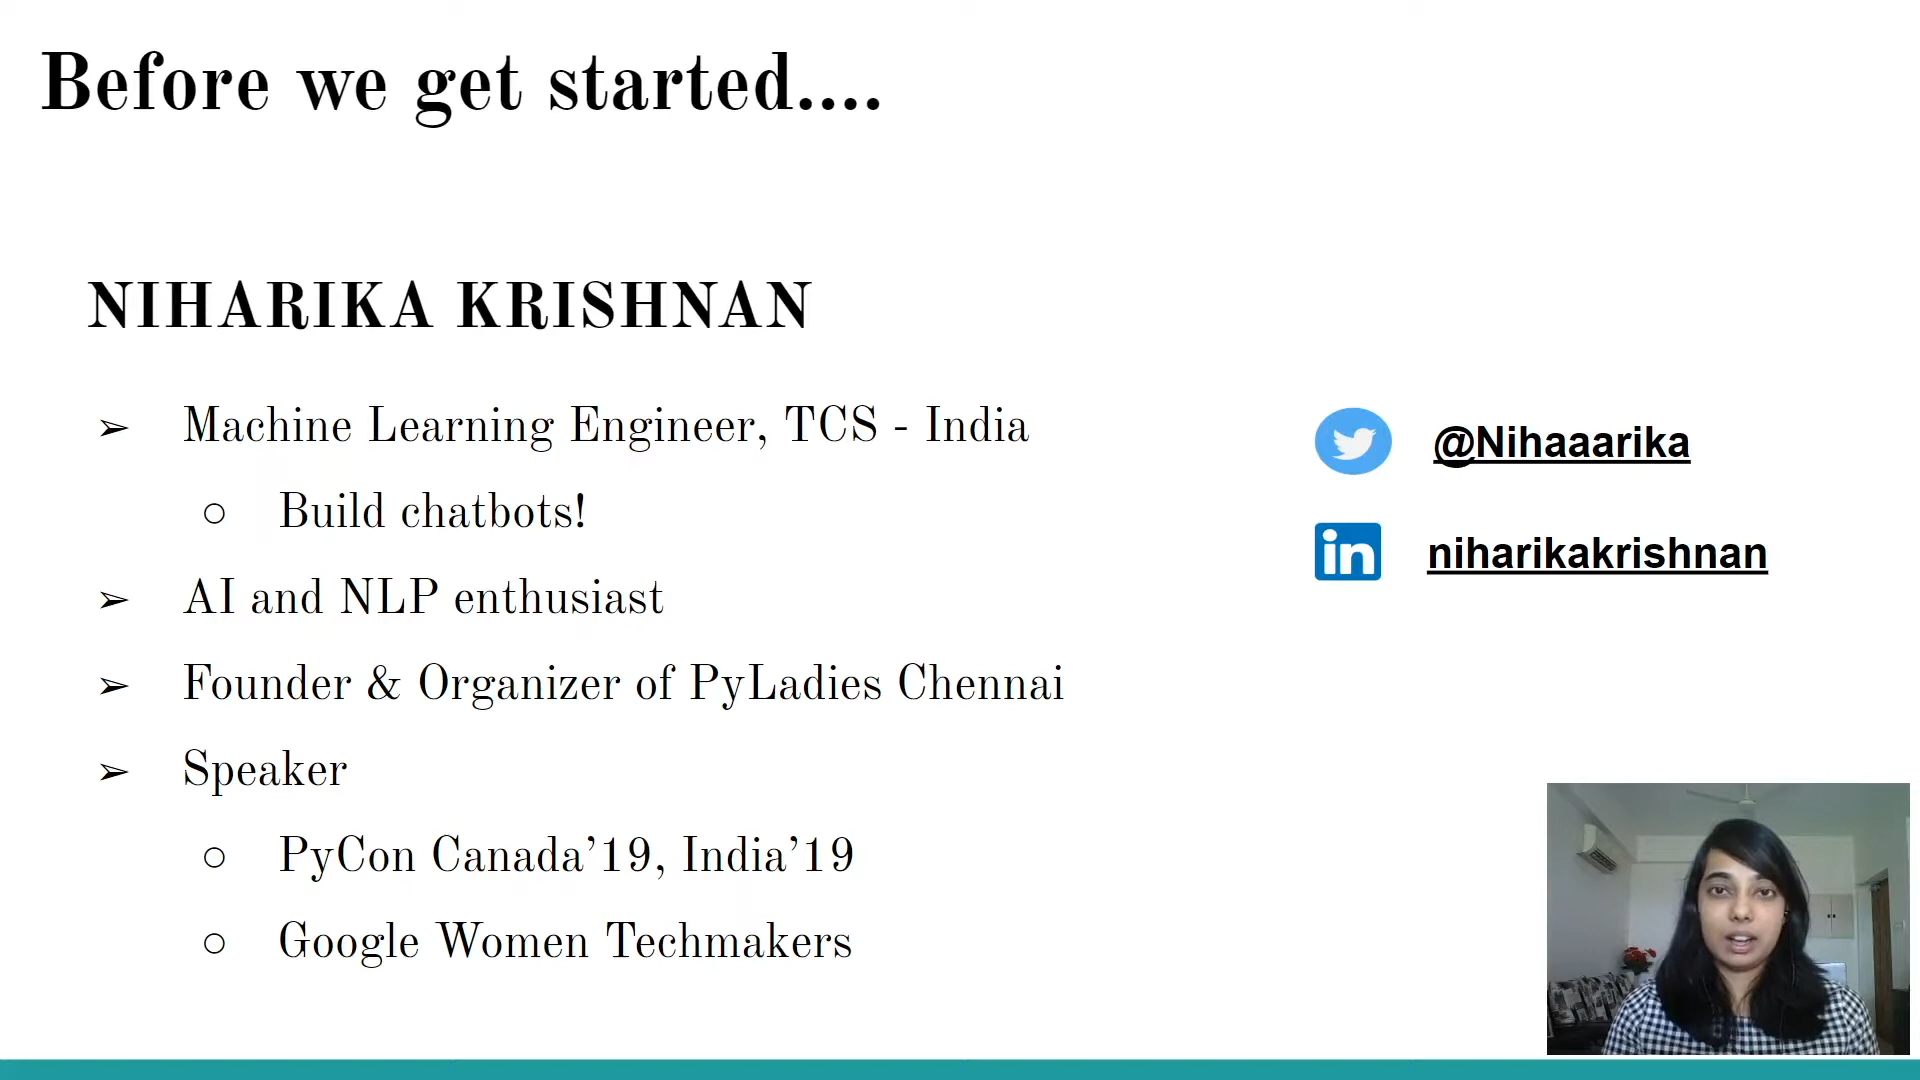 Before we get started....
NIHARIKA KRISHNAN
➢ Machine Learning Engineer, TCS - India
○ Build chatbots!
➢ AI and NLP enthusiast
➢ Founder & Organizer of PyLadies Chennai
➢ Speaker
○ PyCon Canada’19, India’19
○ Google Women Techmakers
@Nihaaarika
in niharikakrishnan